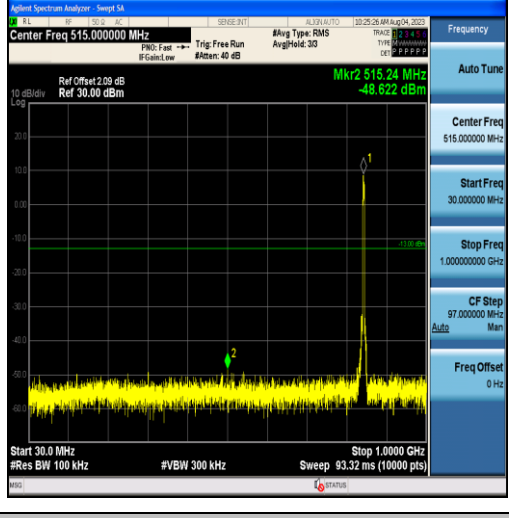 Agilent Spectrum Analyzer - Swept SA
RL RF 50 Ω AC SENSE:INT ALIGN AUTO 10:25:26 AM Aug 04, 2023
Center Freq 515.000000 MHz
PNO: Fast
IFGain:Low
Trig: Free Run
#Atten: 40 dB
#Avg Type: RMS
Avg|Hold: 3/3
TRACE 1 2 3 4 5 6
TYPE M WWWWW
DET P P P P P P
Frequency
Ref Offset 2.09 dB
Ref 30.00 dBm
10 dB/div
Log
Mkr2 515.24 MHz
-48.622 dBm
20.0
10.0
0.00
-10.0
-20.0
-30.0
-40.0
-50.0
-60.0
1
-13.00 dBm
2
Start 30.0 MHz
Stop 1.0000 GHz
#Res BW 100 kHz
#VBW 300 kHz
Sweep 93.32 ms (10000 pts)
MSG
STATUS
Auto Tune
Center Freq
515.000000 MHz
Start Freq
30.000000 MHz
Stop Freq
1.000000000 GHz
CF Step
97.000000 MHz
Auto Man
Freq Offset
0 Hz